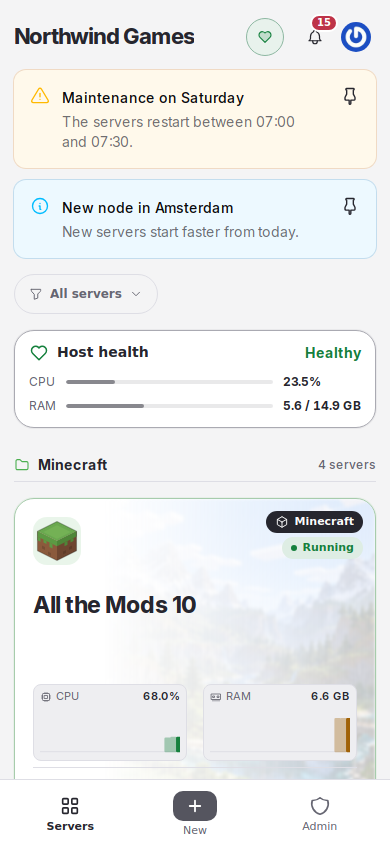 Northwind Games
15
Maintenance on Saturday
The servers restart between 07:00
and 07:30.
New node in Amsterdam
New servers start faster from today.
All servers
Host health
Healthy
CPU
23.5%
RAM
5.6 / 14.9 GB
Minecraft
4 servers
Minecraft
Running
All the Mods 10
CPU
68.0%
RAM
6.6 GB
Servers
New
Admin